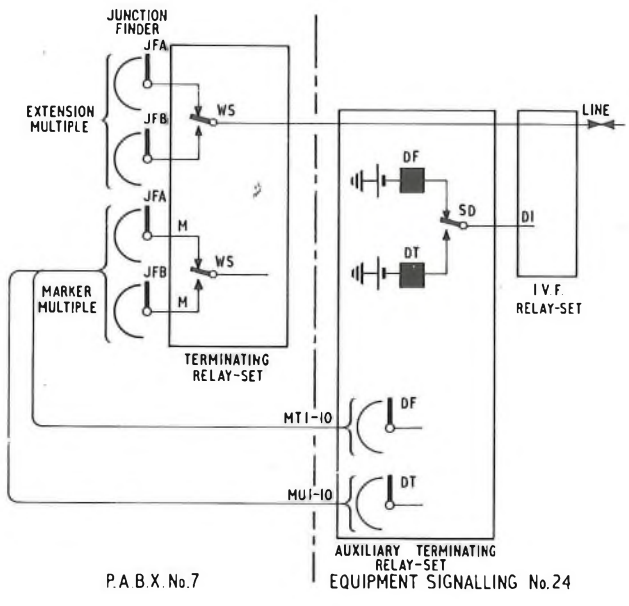 JUNCTION
FINDER
JFA
WS
EXTENSION
MULTIPLE
JFB
JFA
M
WS
MARKER
MULTIPLE
JFB
M
TERMINATING
RELAY-SET
LINE
DF
SD
DI
DT
I V.F.
RELAY-SET
MT1-10
DF
MU1-10
DT
AUXILIARY TERMINATING
RELAY-SET
P.A.B.X. No.7
EQUIPMENT SIGNALLING No.24